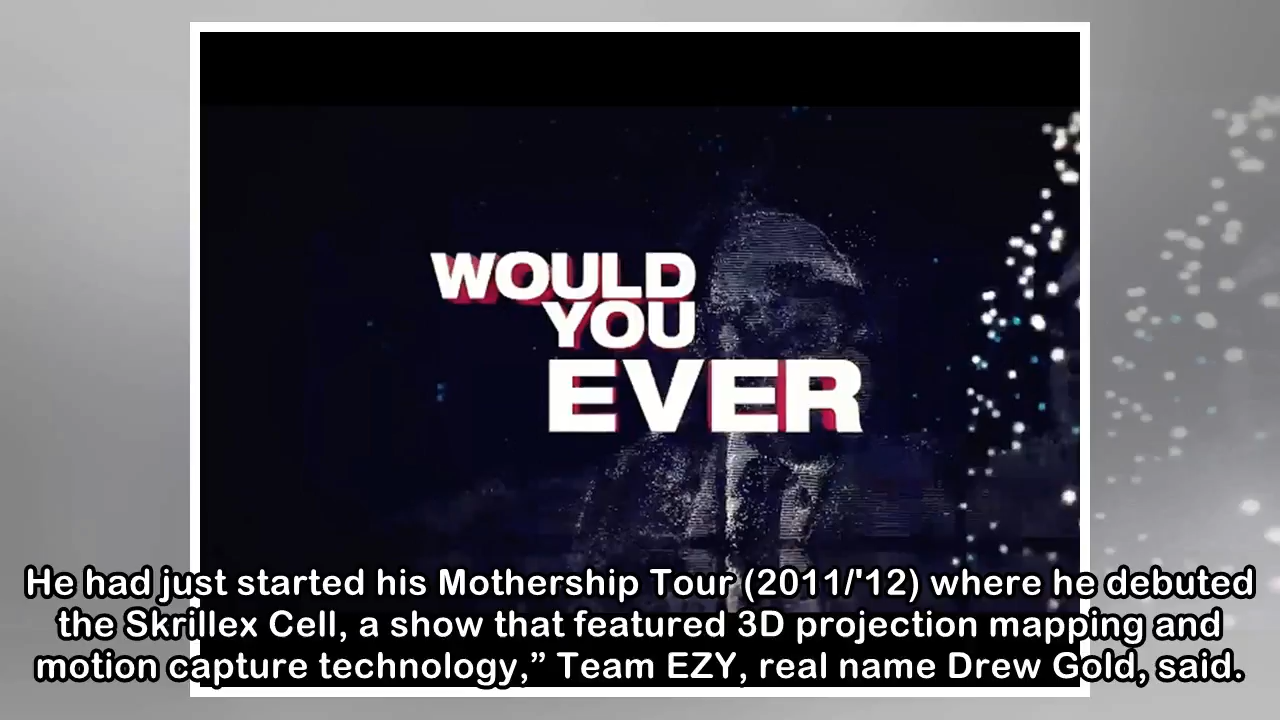 WOULD
YOU
EVER
He had just started his Mothership Tour (2011/'12) where he debuted
the Skrillex Cell, a show that featured 3D projection mapping and
motion capture technology,” Team EZY, real name Drew Gold, said.